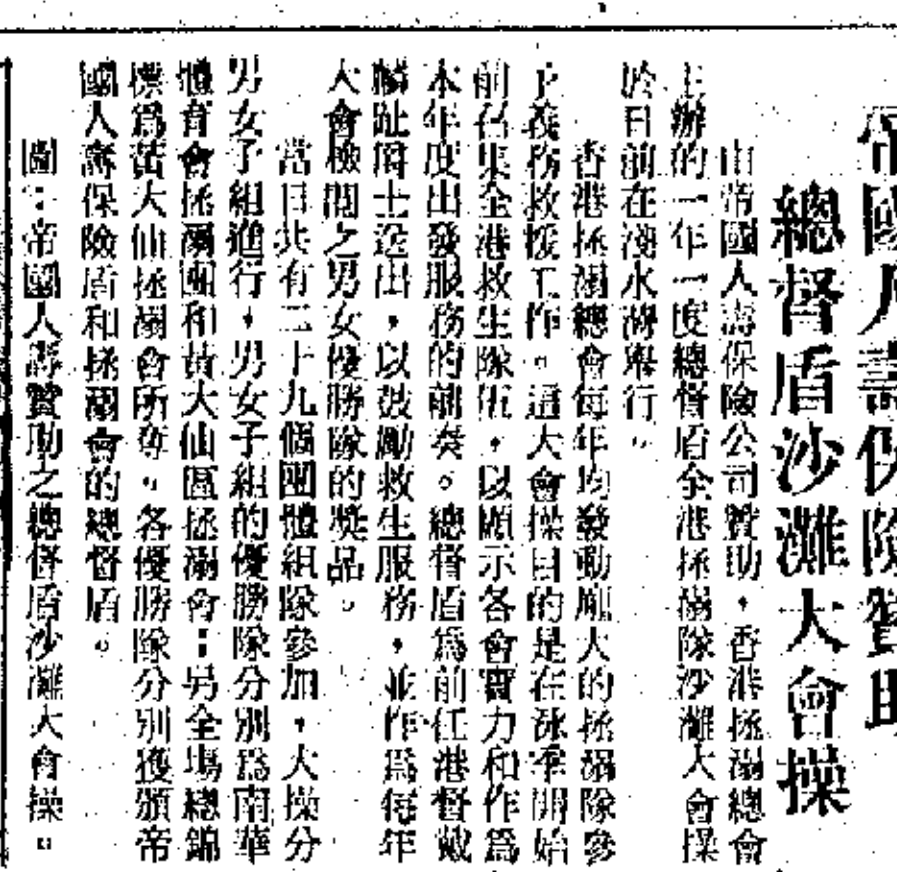 帝國人壽保險贊助
總督盾沙灘大會操
由帝國人壽保險公司贊助，香港拯溺總會
主辦的一年一度總督盾全港拯溺隊沙灘大會操
於日前在淺水灣舉行。
香港拯溺總會每年均發動龐大的拯溺隊參
予義務救援工作。這大會操目的是在泳季開始
前召集全港救生隊伍，以顯示各會實力和作爲
本年度出發服務的前奏。總督盾爲前任港督戴
麟趾爵士送出，以鼓勵救生服務，並作爲每年
大會檢閱之男女優勝隊的獎品。
當日共有二十九個團體組隊參加，大操分
男女子組進行，男女子組的優勝隊分別爲南華
體育會拯溺團和黃大仙區拯溺會；另全場總錦
標爲黃大仙拯溺會所奪。各優勝隊分別獲頒帝
國人壽保險盾和拯溺會的總督盾。
圖：帝國人壽贊助之總督盾沙灘大會操。